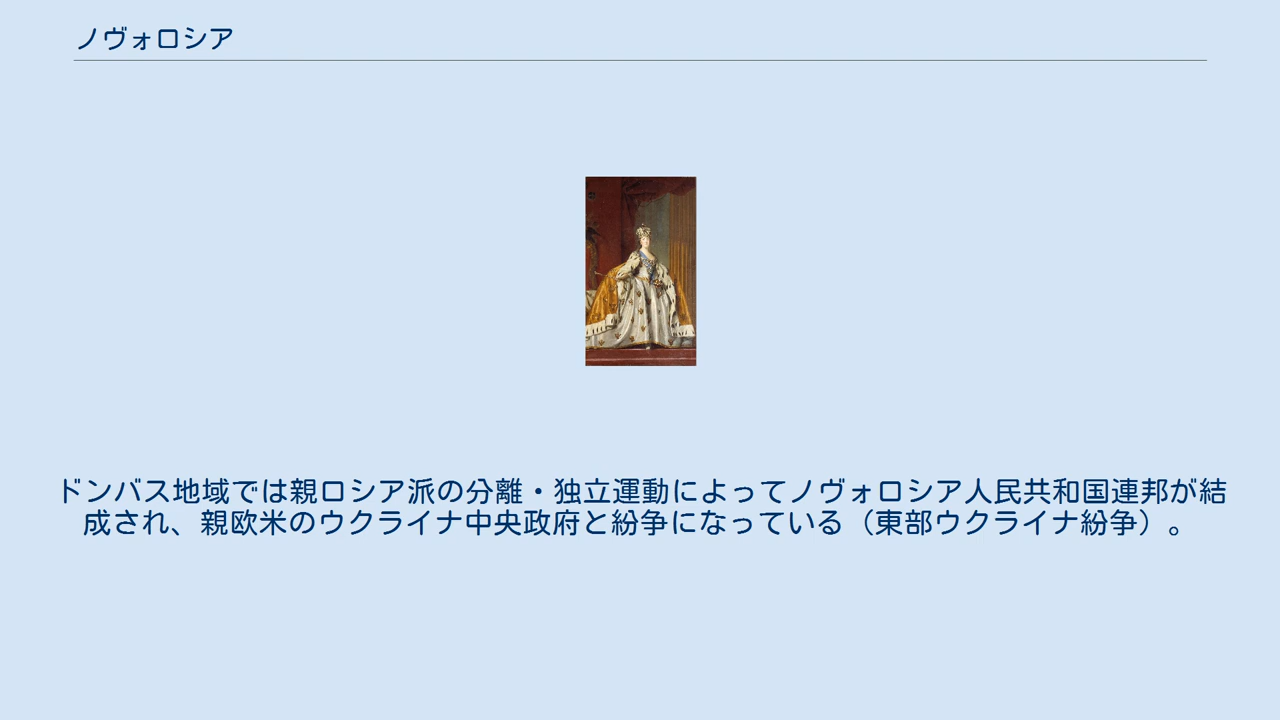 ノヴォロシア
ドンバス地域では親ロシア派の分離・独立運動によってノヴォロシア人民共和国連邦が結
成され、親欧米のウクライナ中央政府と紛争になっている（東部ウクライナ紛争）。